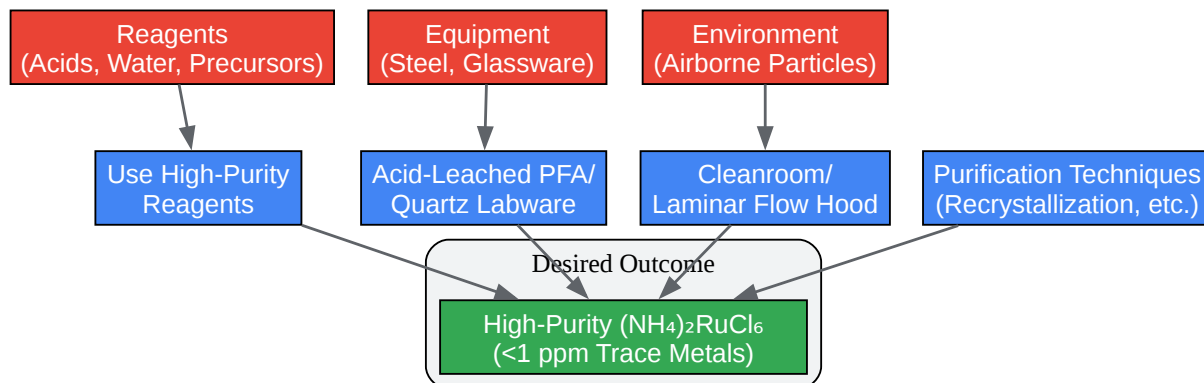 Reagents
(Acids, Water, Precursors)
Equipment
(Steel, Glassware)
Environment
(Airborne Particles)
Use High-Purity
Reagents
Acid-Leached PFA/
Quartz Labware
Cleanroom/
Laminar Flow Hood
Purification Techniques
(Recrystallization, etc.)
Desired Outcome
High-Purity (NH₄)₂RuCl₆
(<1 ppm Trace Metals)